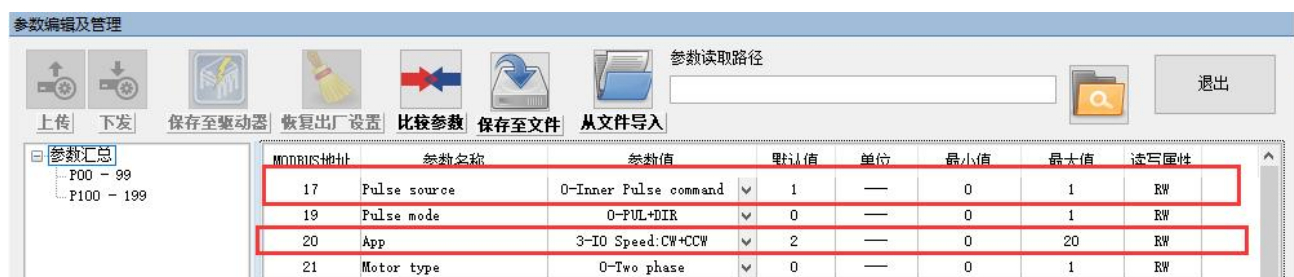 参数编辑及管理
参数读取路径
退出
上传 下发 保存至驱动器 恢复出厂设置 比较参数 保存至文件 从文件导入
参数汇总
P00 - 99
P100 - 199
MODBUS地址 参数名称 参数值 默认值 单位 最小值 最大值 读写属性
17 Pulse source 0-Inner Pulse command 1 —— 0 1 RW
19 Pulse mode 0-PUL+DIR 0 —— 0 1 RW
20 App 3-IO Speed:CW+CCW 2 —— 0 20 RW
21 Motor type 0-Two phase 0 —— 0 1 RW